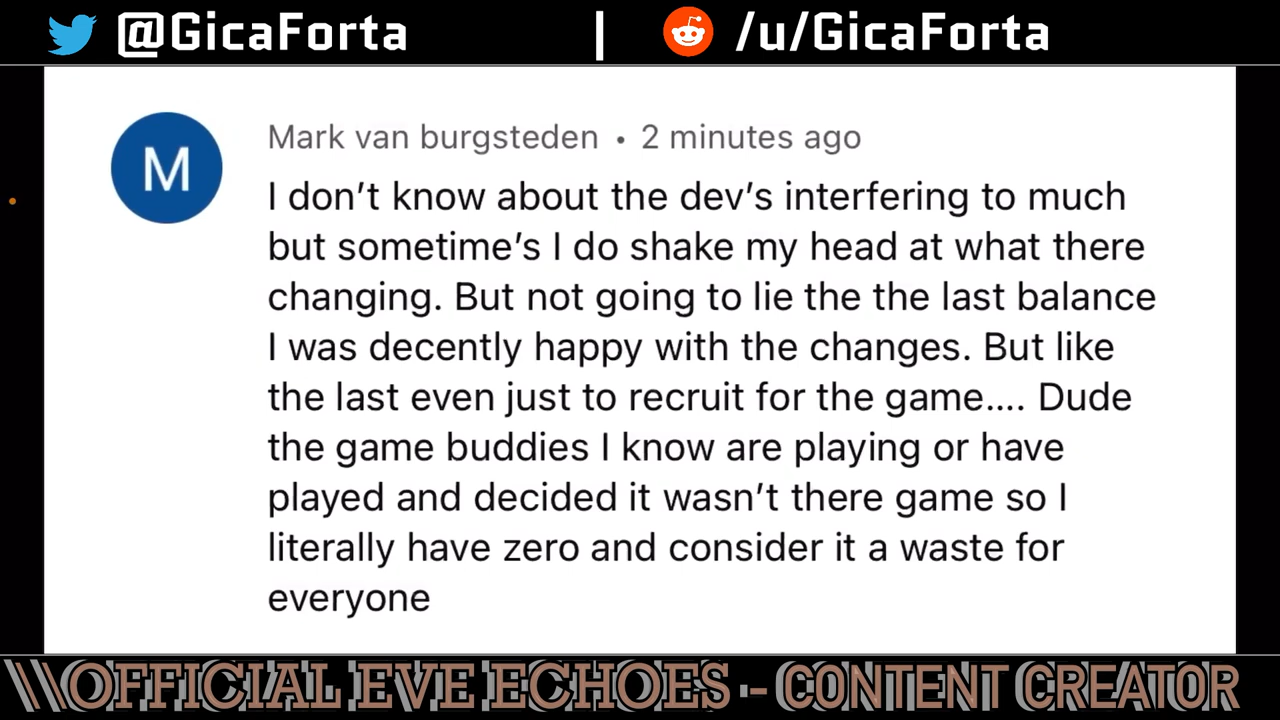 @GicaForta | /u/GicaForta
Mark van burgsteden • 2 minutes ago
M
I don’t know about the dev’s interfering to much
but sometime’s I do shake my head at what there
changing. But not going to lie the the last balance
I was decently happy with the changes. But like
the last even just to recruit for the game…. Dude
the game buddies I know are playing or have
played and decided it wasn’t there game so I
literally have zero and consider it a waste for
everyone
\\OFFICIAL EVE ECHOES - CONTENT CREATOR